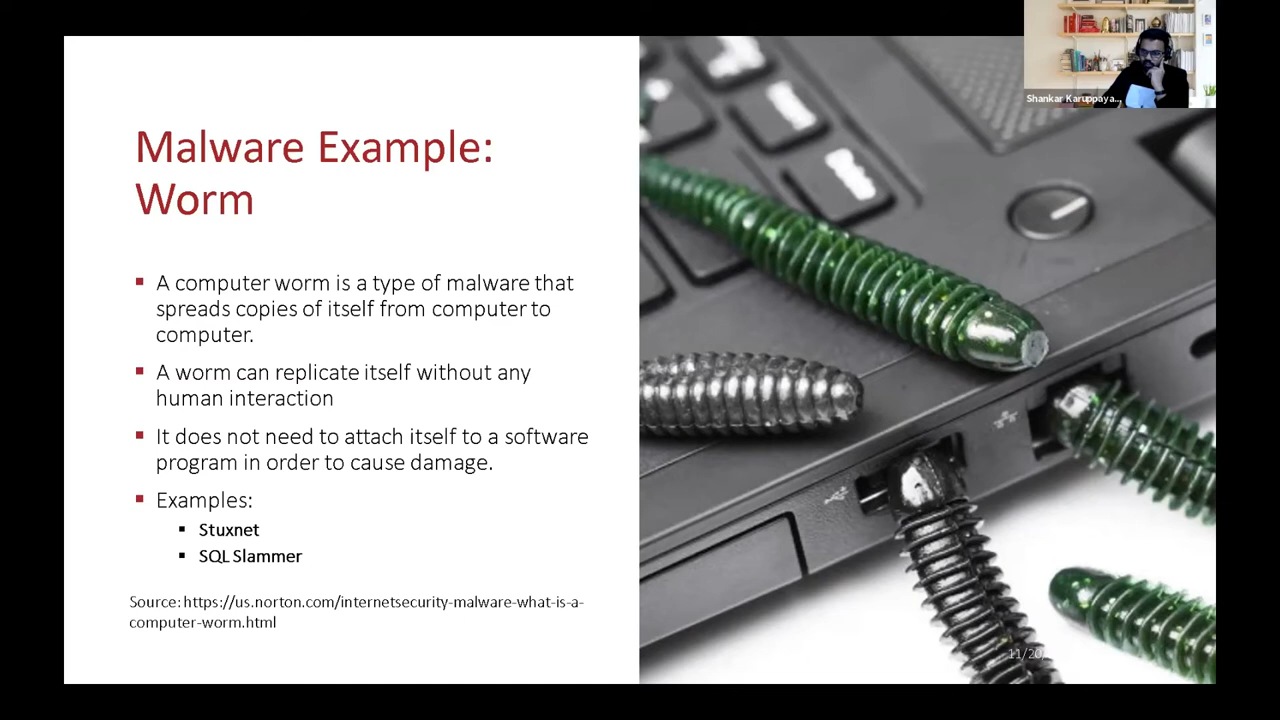 Shankar Karuppaya...
Malware Example:
Worm
▪ A computer worm is a type of malware that
spreads copies of itself from computer to
computer.
▪ A worm can replicate itself without any
human interaction
▪ It does not need to attach itself to a software
program in order to cause damage.
▪ Examples:
▪ Stuxnet
▪ SQL Slammer
Source: https://us.norton.com/internetsecurity-malware-what-is-a-
computer-worm.html
11/20/